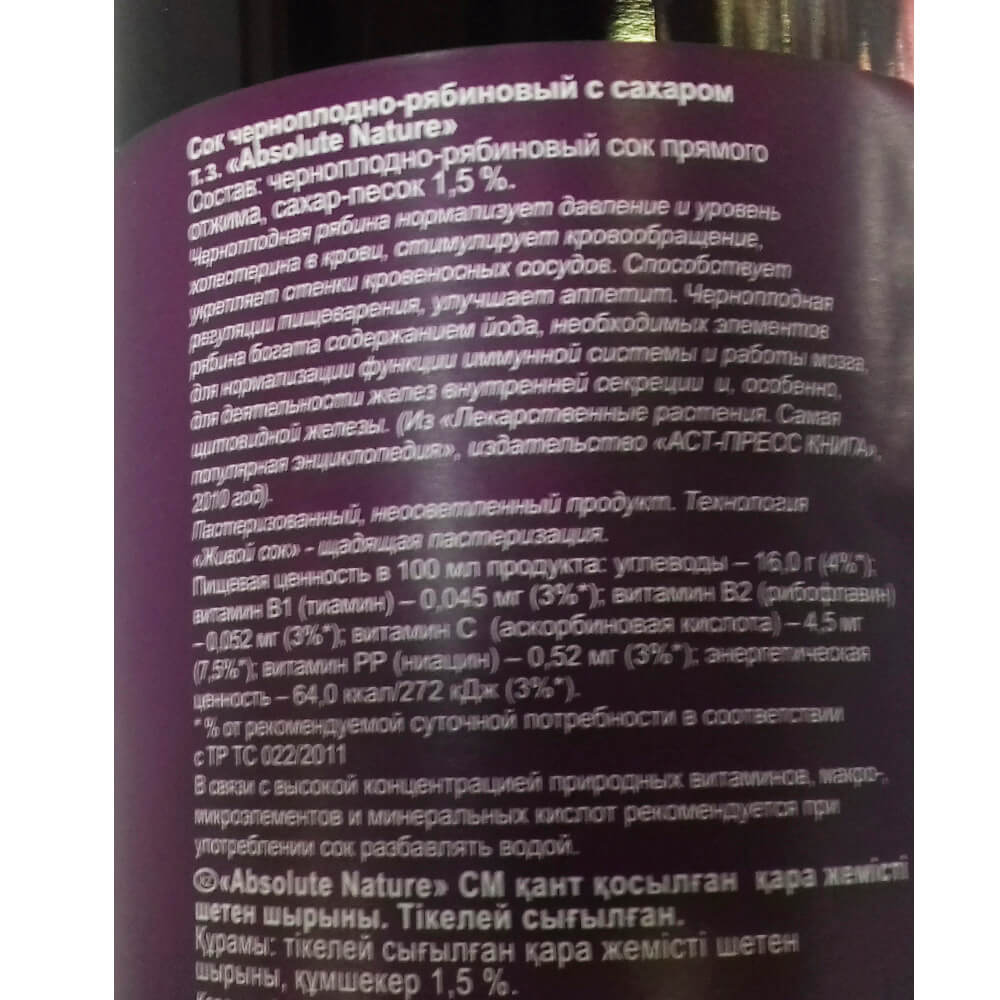 Сок черноплодно-рябиновый с сахаром
т.з. «Absolute Nature»
Состав: черноплодно-рябиновый сок прямого
отжима, сахар-песок 1,5 %.
Черноплодная рябина нормализует давление и уровень
холестерина в крови, стимулирует кровообращение,
укрепляет стенки кровеносных сосудов. Способствует
регуляции пищеварения, улучшает аппетит. Черноплодная
рябина богата содержанием йода, необходимых элементов
для нормализации функции иммунной системы и работы мозга,
для деятельности желез внутренней секреции и, особенно,
щитовидной железы. (Из «Лекарственные растения. Самая
популярная энциклопедия», издательство «АСТ-ПРЕСС КНИГА»,
2010 год).
Пастеризованный, неосветленный продукт. Технология
«Живой сок» - щадящая пастеризация.
Пищевая ценность в 100 мл продукта: углеводы – 16,0 г (4%*);
витамин В1 (тиамин) – 0,045 мг (3%*); витамин В2 (рибофлавин)
– 0,052 мг (3%*); витамин С (аскорбиновая кислота) – 4,5 мг
(7,5%*); витамин РР (ниацин) – 0,52 мг (3%*); энергетическая
ценность – 64,0 ккал/272 кДж (3%*).
* % от рекомендуемой суточной потребности в соответствии
с ТР ТС 022/2011
В связи с высокой концентрацией природных витаминов, макро-,
микроэлементов и минеральных кислот рекомендуется при
употреблении сок разбавлять водой.
KZ «Absolute Nature» СМ қант қосылған қара жемісті
шетен шырыны. Тікелей сығылған.
Құрамы: тікелей сығылған қара жемісті шетен
шырыны, құмшекер 1,5 %.